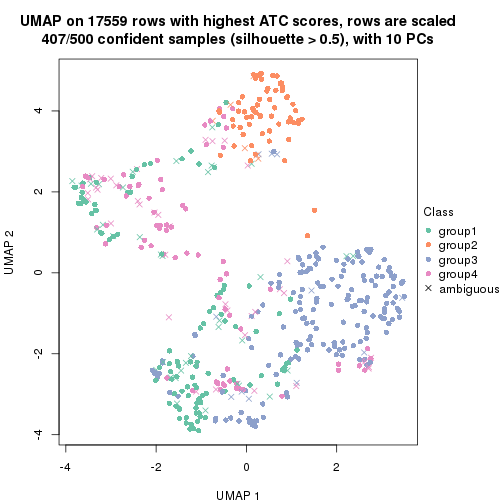 UMAP on 17559 rows with highest ATC scores, rows are scaled
407/500 confident samples (silhouette > 0.5), with 10 PCs
4
2
0
-2
-4
UMAP 2
-4
-2
0
2
UMAP 1
Class
group1
group2
group3
group4
ambiguous